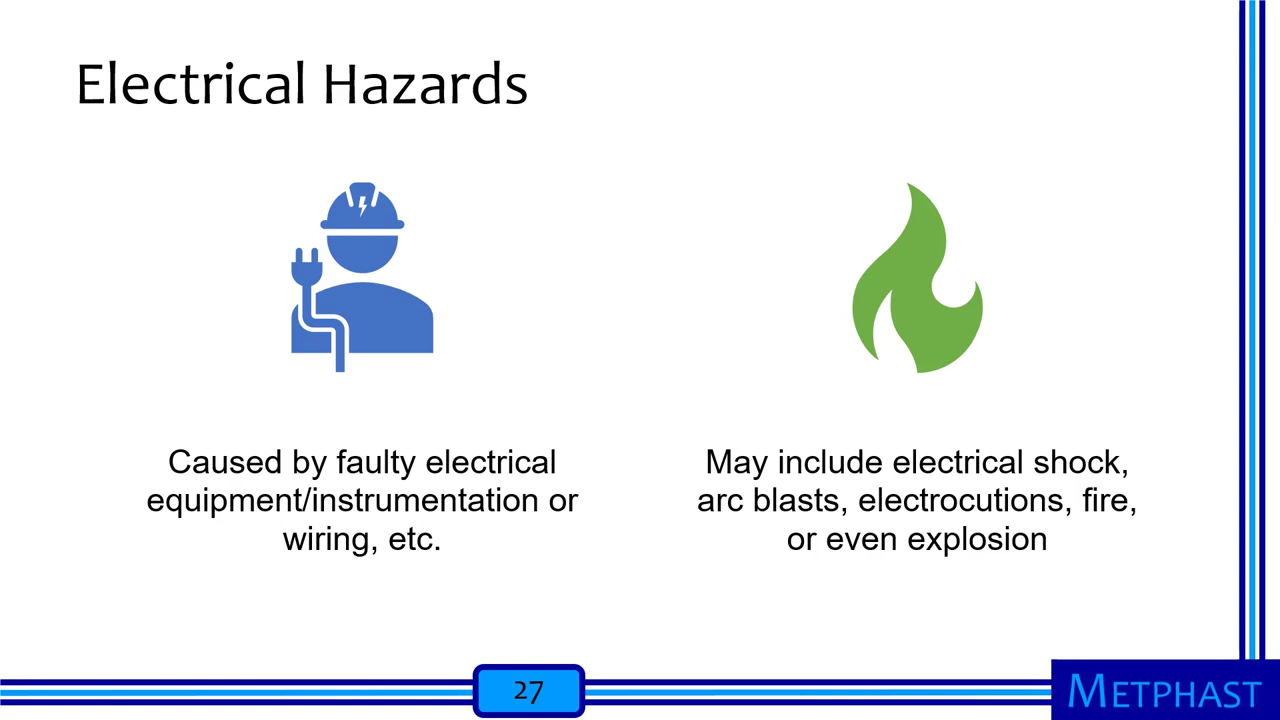 Electrical Hazards
Caused by faulty electrical
equipment/instrumentation or
wiring, etc.
May include electrical shock,
arc blasts, electrocutions, fire,
or even explosion
27
METPHAST